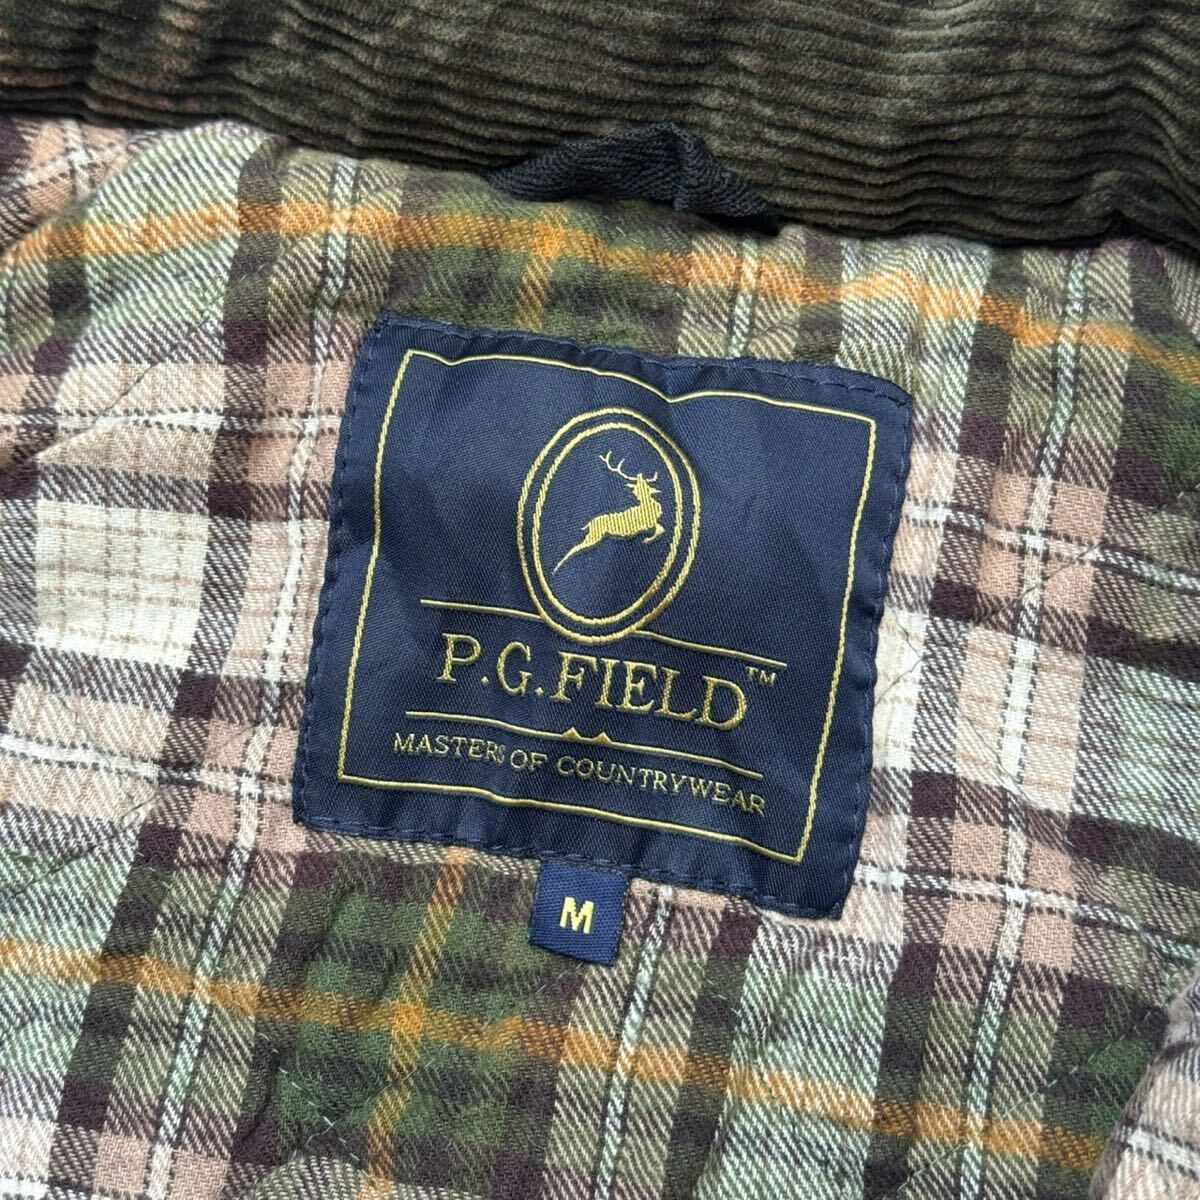 P.G.FIELD™
MASTERS OF COUNTRYWEAR
M